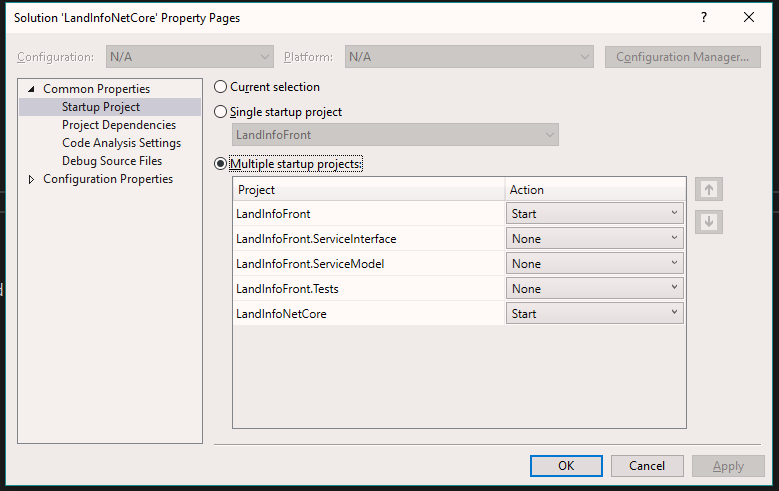 Solution 'LandInfoNetCore' Property Pages ?
Configuration: N/A Platform: N/A Configuration Manager...
Common Properties
Startup Project
Project Dependencies
Code Analysis Settings
Debug Source Files
Configuration Properties
Current selection
Single startup project
LandInfoFront
Multiple startup projects:
Project Action
LandInfoFront Start
LandInfoFront.ServiceInterface None
LandInfoFront.ServiceModel None
LandInfoFront.Tests None
LandInfoNetCore Start
OK Cancel Apply